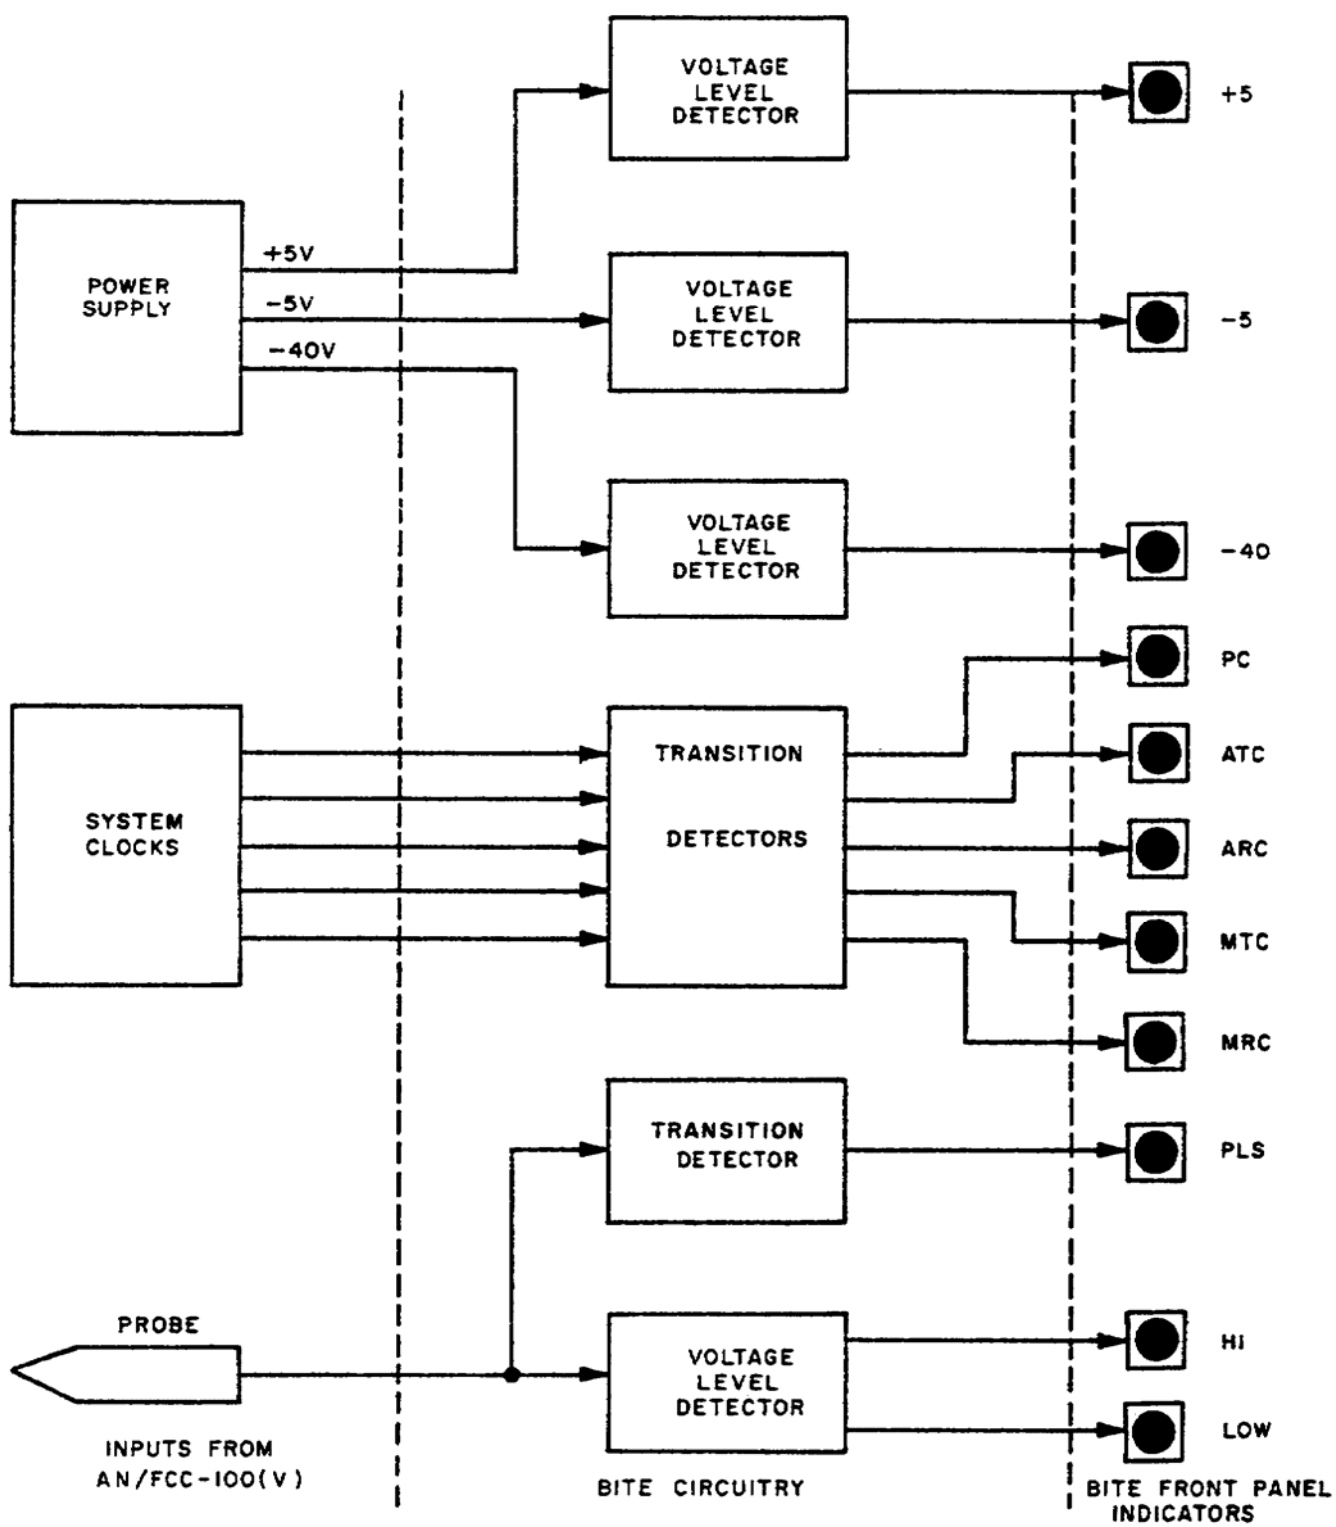 VOLTAGE
LEVEL
DETECTOR
+5
POWER
SUPPLY
+5V
-5V
-40V
VOLTAGE
LEVEL
DETECTOR
-5
VOLTAGE
LEVEL
DETECTOR
-40
SYSTEM
CLOCKS
TRANSITION
DETECTORS
PC
ATC
ARC
MTC
MRC
TRANSITION
DETECTOR
PLS
PROBE
VOLTAGE
LEVEL
DETECTOR
HI
LOW
INPUTS FROM
AN/FCC-100(V)
BITE CIRCUITRY
BITE FRONT PANEL
INDICATORS